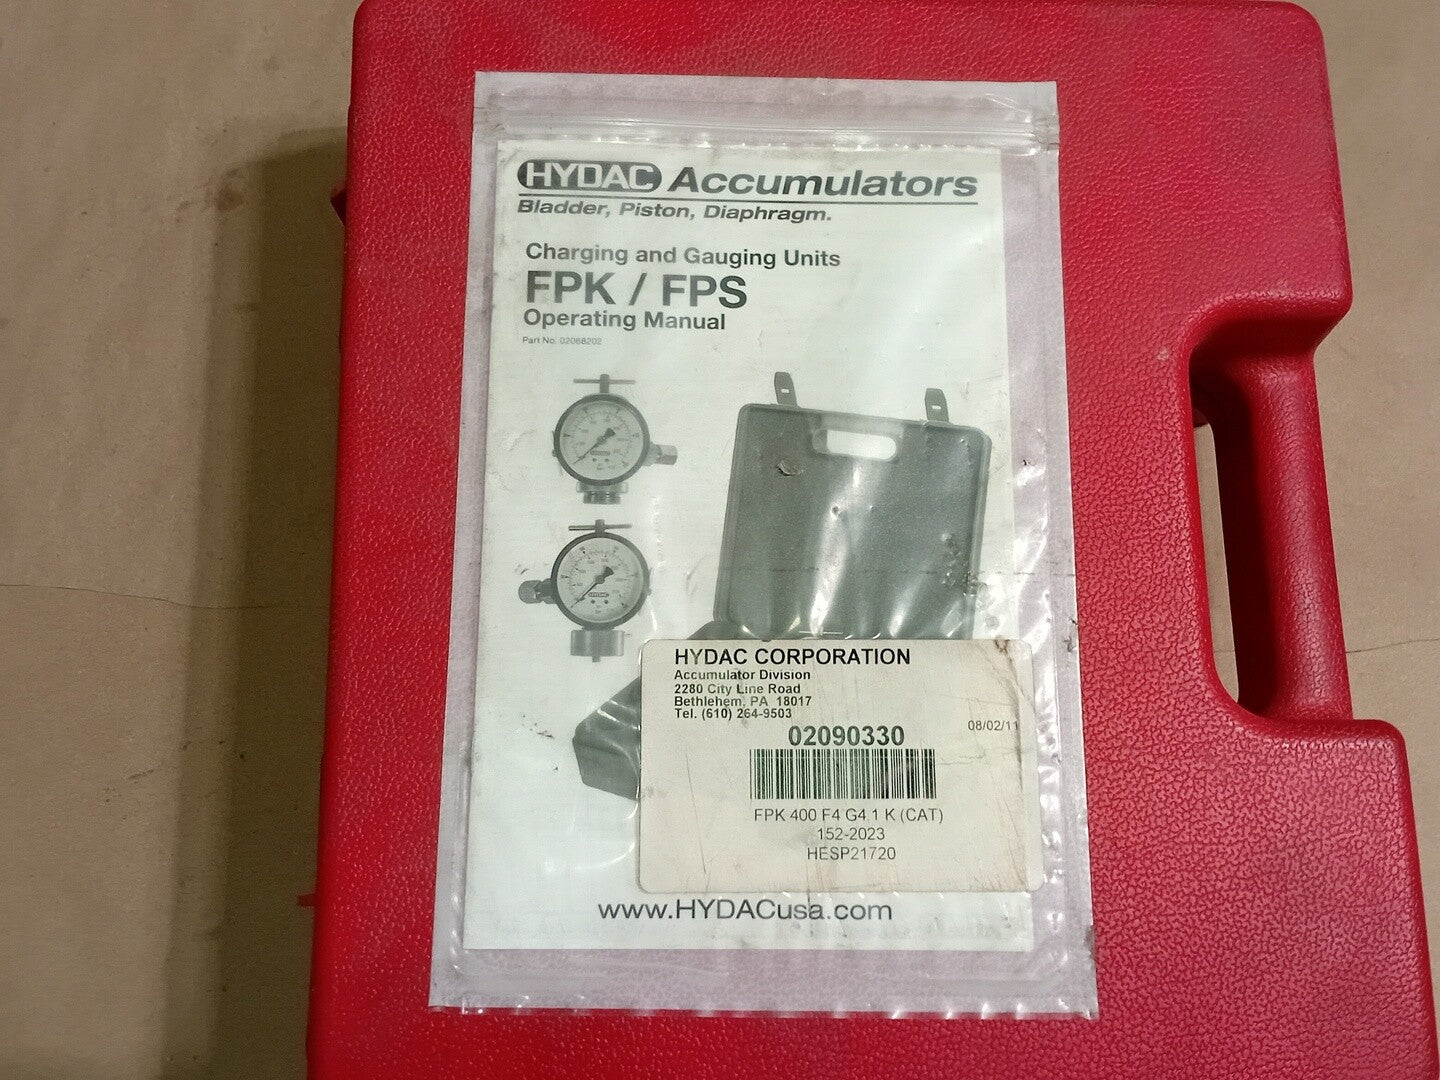 HYDAC Accumulators
Bladder, Piston, Diaphragm.
Charging and Gauging Units
FPK / FPS
Operating Manual
Part No. 02068202
HYDAC CORPORATION
Accumulator Division
2280 City Line Road
Bethlehem, PA 18017
Tel. (610) 264-9503
08/02/11
02090330
FPK 400 F4 G4 1 K (CAT)
152-2023
HESP21720
www.HYDACusa.com